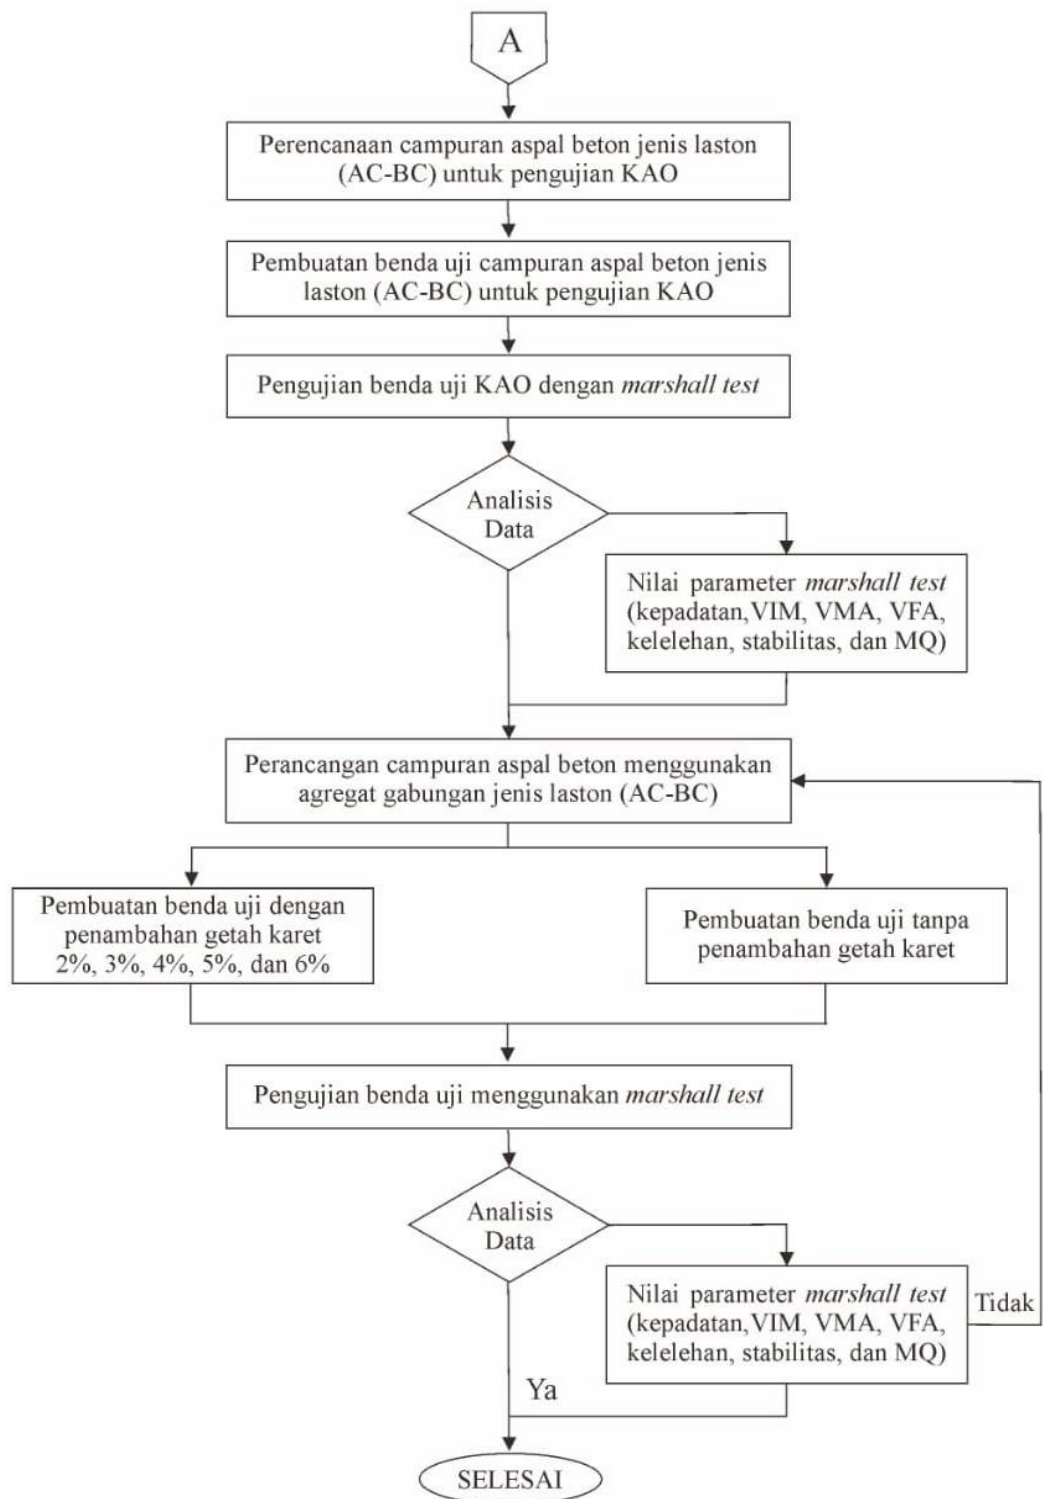 A
Perencanaan campuran aspal beton jenis laston
(AC-BC) untuk pengujian KAO
Pembuatan benda uji campuran aspal beton jenis
laston (AC-BC) untuk pengujian KAO
Pengujian benda uji KAO dengan marshall test
Analisis
Data
Nilai parameter marshall test
(kepadatan,VIM, VMA, VFA,
kelelehan, stabilitas, dan MQ)
Perancangan campuran aspal beton menggunakan
agregat gabungan jenis laston (AC-BC)
Pembuatan benda uji dengan
penambahan getah karet
2%, 3%, 4%, 5%, dan 6%
Pembuatan benda uji tanpa
penambahan getah karet
Pengujian benda uji menggunakan marshall test
Analisis
Data
Nilai parameter marshall test
(kepadatan,VIM, VMA, VFA,
kelelehan, stabilitas, dan MQ)
Tidak
Ya
SELESAI